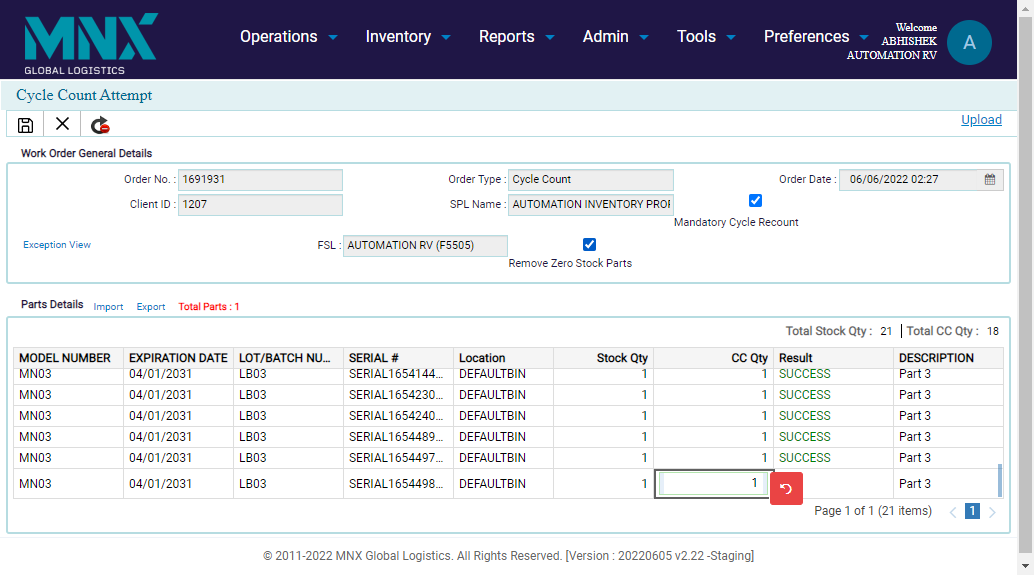 MNX
GLOBAL LOGISTICS
Operations Inventory Reports Admin Tools Preferences
Welcome
ABHISHEK
AUTOMATION RV
A
Cycle Count Attempt
Upload
Work Order General Details
Order No. : 1691931 Order Type : Cycle Count Order Date : 06/06/2022 02:27
Client ID : 1207 SPL Name : AUTOMATION INVENTORY PROF
Mandatory Cycle Recount
Exception View FSL : AUTOMATION RV (F5505)
Remove Zero Stock Parts
Parts Details Import Export Total Parts : 1
Total Stock Qty : 21 Total CC Qty : 18
MODEL NUMBER EXPIRATION DATE LOT/BATCH NU... SERIAL # Location Stock Qty CC Qty Result DESCRIPTION
MN03 04/01/2031 LB03 SERIAL1654144... DEFAULTBIN 1 1 SUCCESS Part 3
MN03 04/01/2031 LB03 SERIAL1654230... DEFAULTBIN 1 1 SUCCESS Part 3
MN03 04/01/2031 LB03 SERIAL1654240... DEFAULTBIN 1 1 SUCCESS Part 3
MN03 04/01/2031 LB03 SERIAL1654489... DEFAULTBIN 1 1 SUCCESS Part 3
MN03 04/01/2031 LB03 SERIAL1654497... DEFAULTBIN 1 1 SUCCESS Part 3
MN03 04/01/2031 LB03 SERIAL1654498... DEFAULTBIN 1 1 Part 3
Page 1 of 1 (21 items) 1
© 2011-2022 MNX Global Logistics. All Rights Reserved. [Version : 20220605 v2.22 -Staging]